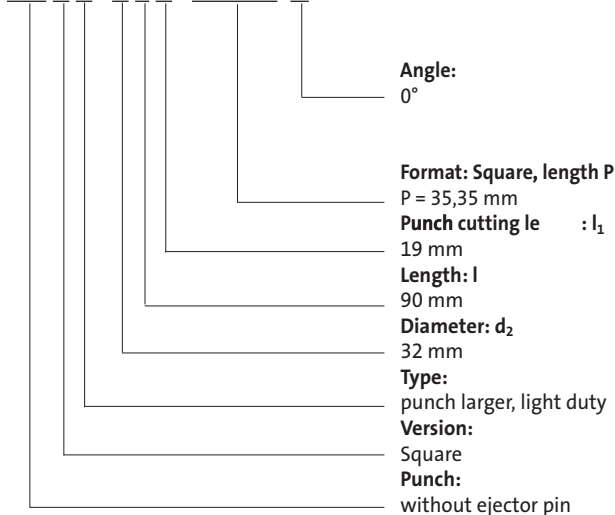 Angle:
0°
Format: Square, length P
P = 35,35 mm
Punch cutting le : l₁
19 mm
Length: l
90 mm
Diameter: d₂
32 mm
Type:
punch larger, light duty
Version:
Square
Punch:
without ejector pin